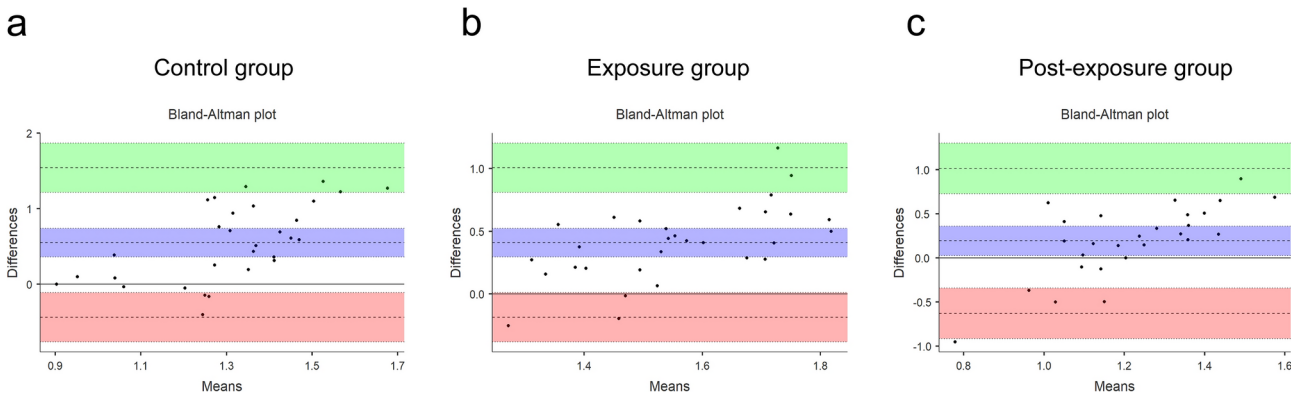 a
Control group
Bland-Altman plot
Differences
2
1
0
0.9
1.1
1.3
1.5
1.7
Means
b
Exposure group
Bland-Altman plot
Differences
1.0
0.5
0.0
1.4
1.6
1.8
Means
c
Post-exposure group
Bland-Altman plot
Differences
1.0
0.5
0.0
-0.5
-1.0
0.8
1.0
1.2
1.4
1.6
Means